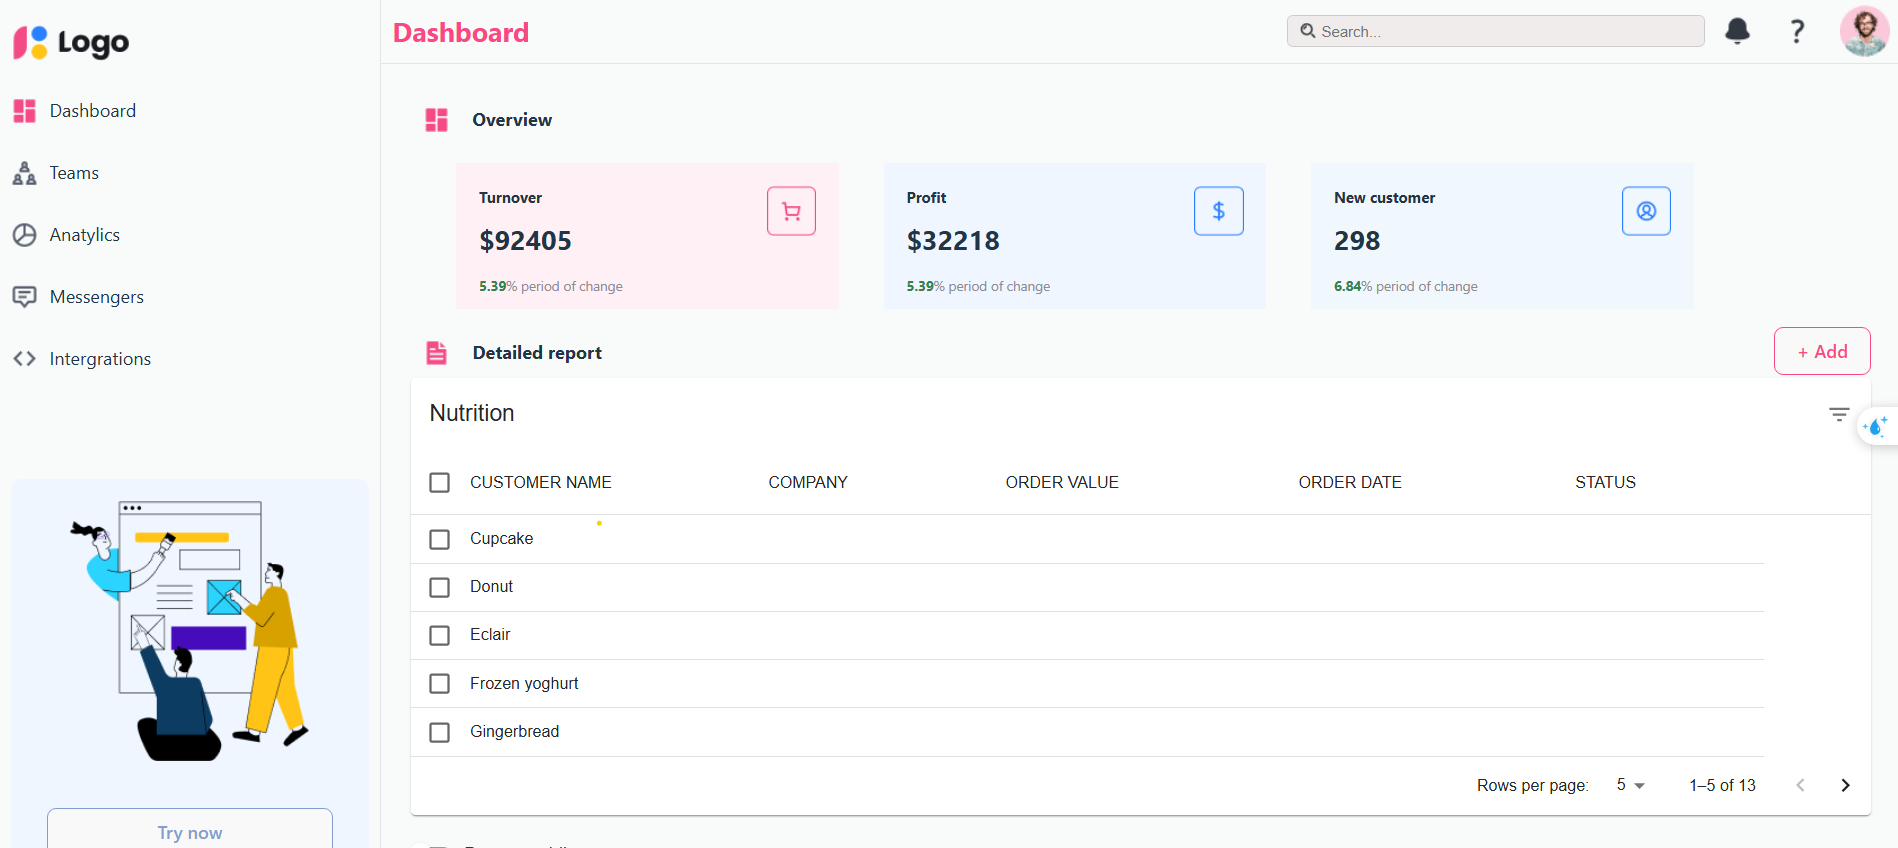 Logo
Dashboard
Teams
Anatylics
Messengers
Intergrations
Try now
Dashboard
Search...
?
Overview
Turnover
$92405
5.39% period of change
Profit
$
$32218
5.39% period of change
New customer
298
6.84% period of change
Detailed report
+ Add
Nutrition
CUSTOMER NAME COMPANY ORDER VALUE ORDER DATE STATUS
Cupcake
Donut
Eclair
Frozen yoghurt
Gingerbread
Rows per page: 5 1–5 of 13